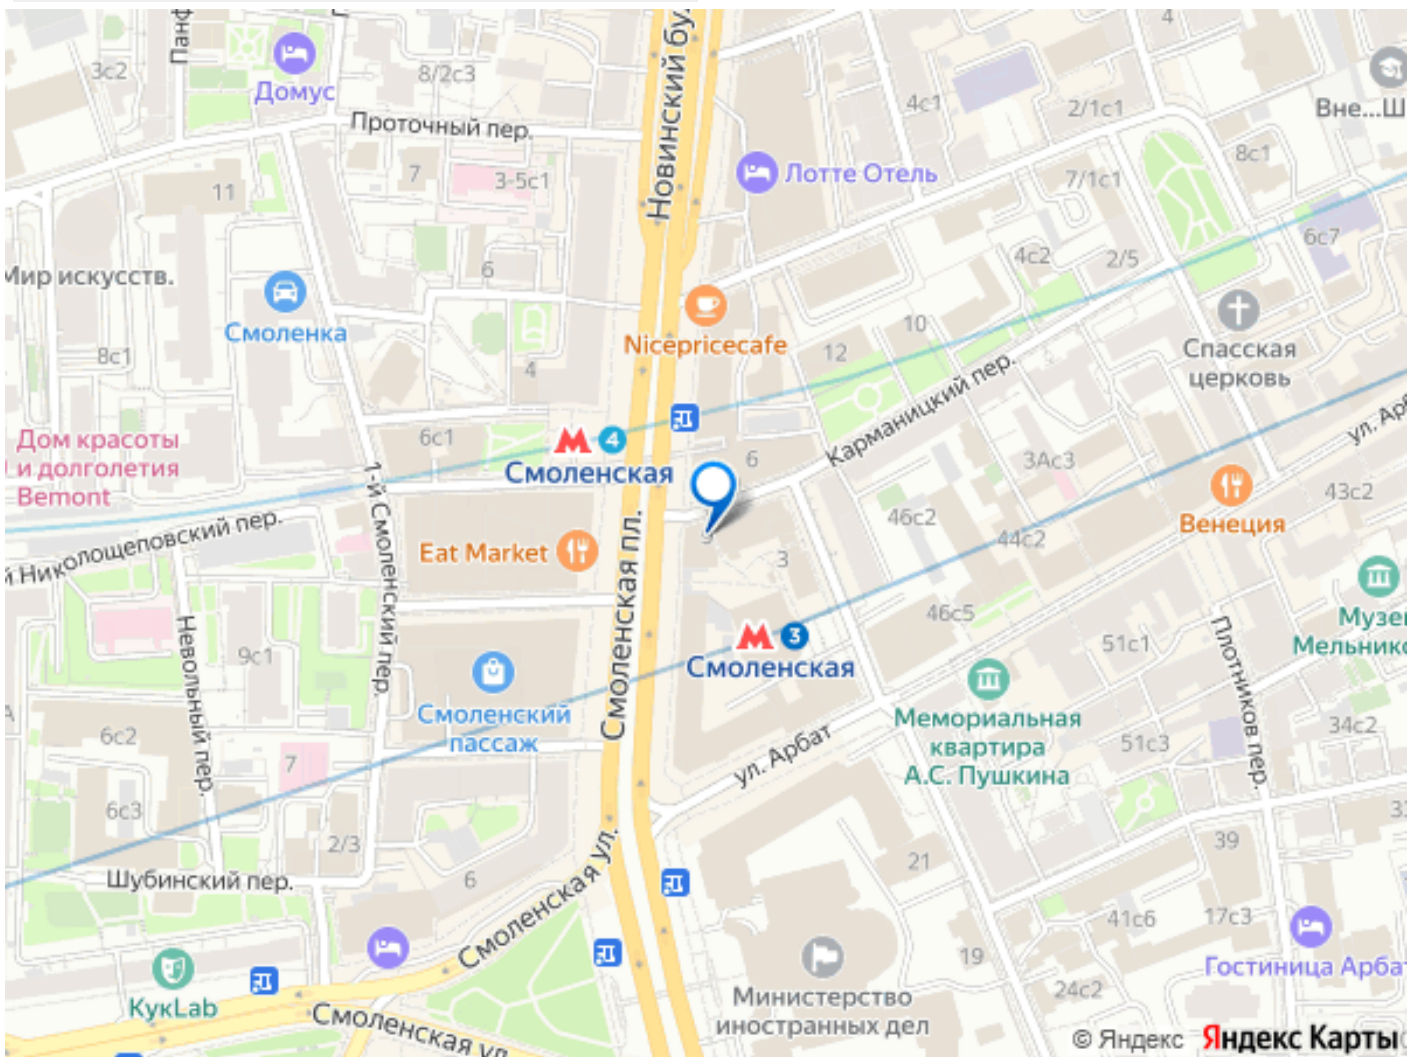 Панф
Новинский бу
4
3с2
8/2с3
Домус
Вне...Ш
4с1
2/1с1
Проточный пер.
8с1
7
3-5с1
Лотте Отель
7/1с1
11
6с7
4с2
2/5
6
Мир искусств.
Смоленка
10
Nicepricecafe
12
Спасская
церковь
8с1
4
Карманицкий пер.
ул. Арб
6с1
4
Смоленская
Дом красоты
и долголетия
Bemont
6
3Ас3
1-й Смоленский пер.
43с2
46с2
Венеция
й Николощеповский пер.
Eat Market
Смоленская пл.
3
44с2
46с5
3
Смоленская
51с1
Музе
Мельнико
Невольный пер.
9с1
Плотников пер.
Смоленский
пассаж
Мемориальная
квартира
А.С. Пушкина
34с2
6с2
51с3
ул. Арбат
7
6с3
2/3
39
21
Шубинский пер.
6
Смоленская ул.
41с6
17с3
19
Гостиница Арбат
24с2
КукLab
Министерство
иностранных дел
Смоленская ул
© Яндекс Яндекс Карты